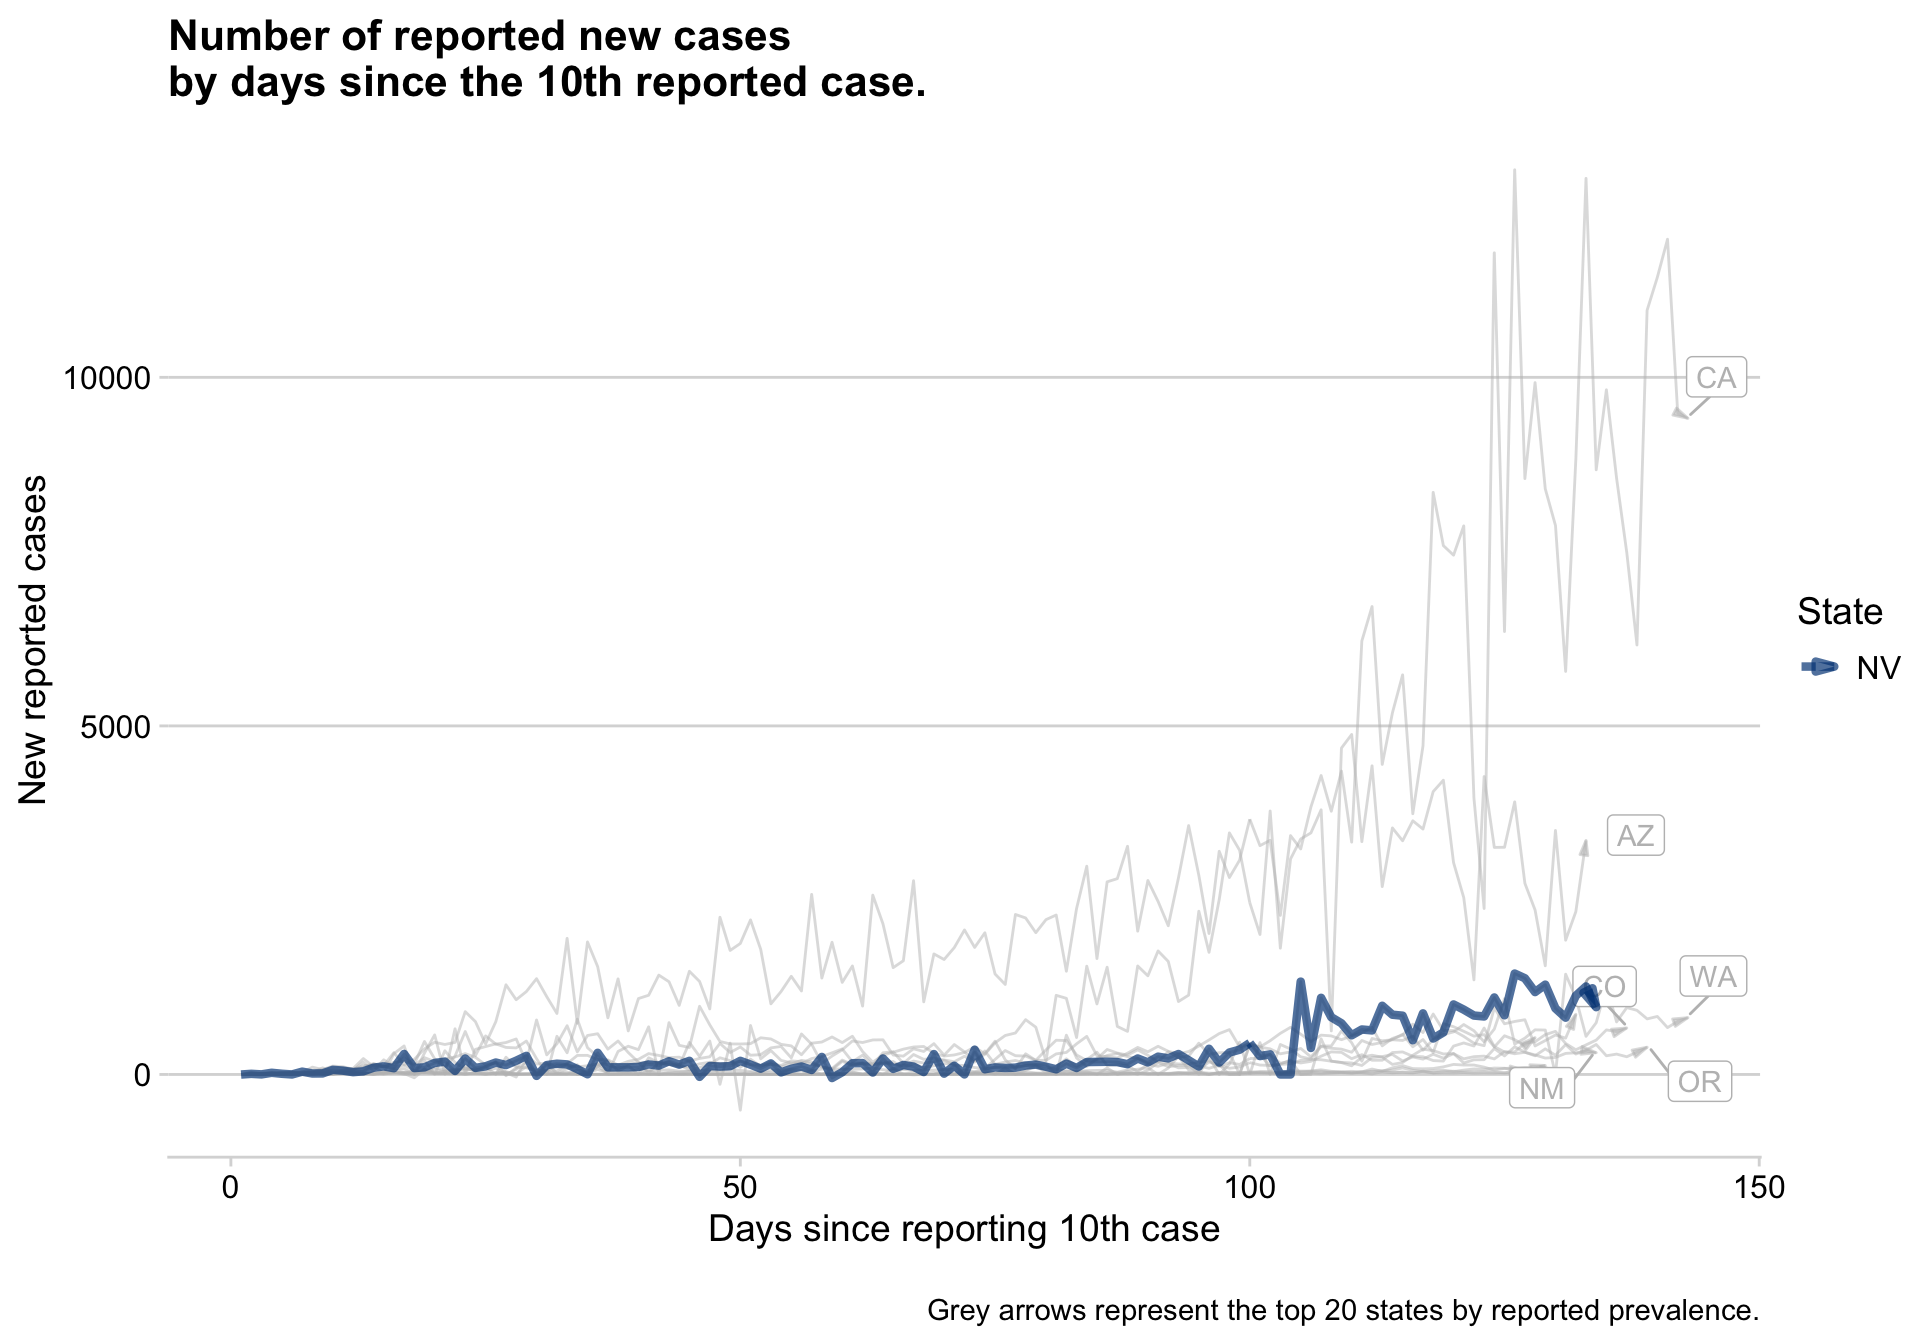 Number of reported new cases
by days since the 10th reported case.
New reported cases
10000
5000
0
CA
AZ
CO
WA
NM
OR
State
NV
0
50
100
150
Days since reporting 10th case
Grey arrows represent the top 20 states by reported prevalence.